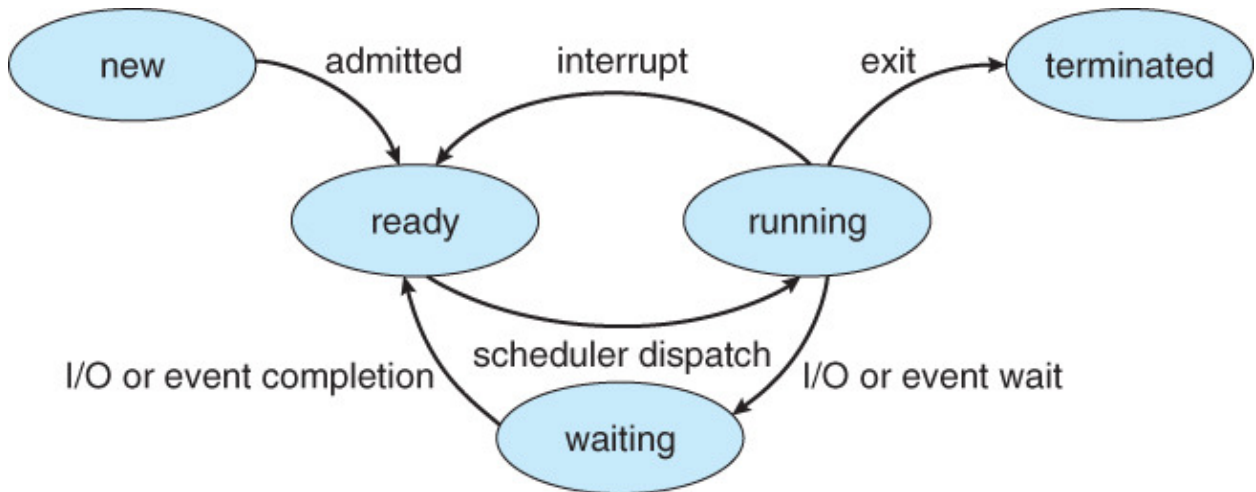 new
admitted
interrupt
exit
terminated
ready
running
scheduler dispatch
I/O or event completion
I/O or event wait
waiting